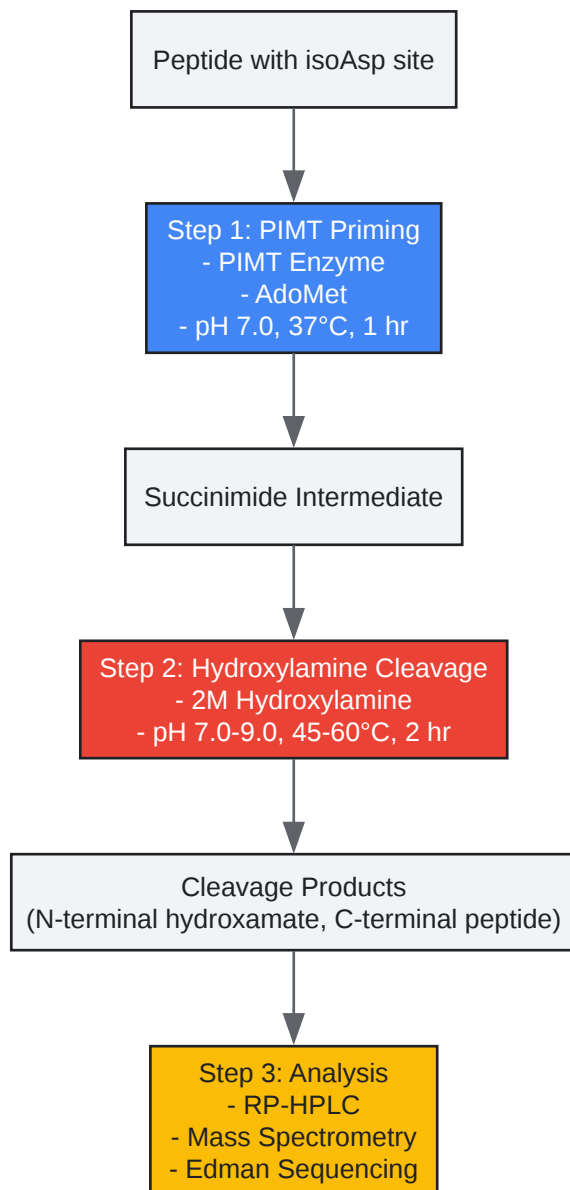 Peptide with isoAsp site
Step 1: PIMT Priming
- PIMT Enzyme
- AdoMet
- pH 7.0, 37°C, 1 hr
Succinimide Intermediate
Step 2: Hydroxylamine Cleavage
- 2M Hydroxylamine
- pH 7.0-9.0, 45-60°C, 2 hr
Cleavage Products
(N-terminal hydroxamate, C-terminal peptide)
Step 3: Analysis
- RP-HPLC
- Mass Spectrometry
- Edman Sequencing